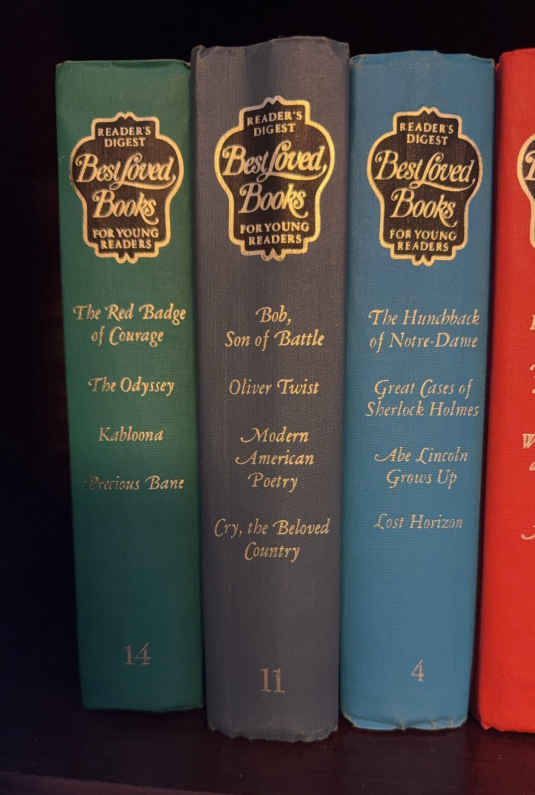 READER'S
DIGEST
Best Loved
Books
FOR YOUNG
READERS
The Red Badge
of Courage
The Odyssey
Kabloona
Precious Bane
14
READER'S
DIGEST
Best Loved
Books
FOR YOUNG
READERS
Bob,
Son of Battle
Oliver Twist
Modern
American
Poetry
Cry, the Beloved
Country
11
READER'S
DIGEST
Best Loved
Books
FOR YOUNG
READERS
The Hunchback
of Notre-Dame
Great Cases of
Sherlock Holmes
Abe Lincoln
Grows Up
Lost Horizon
4